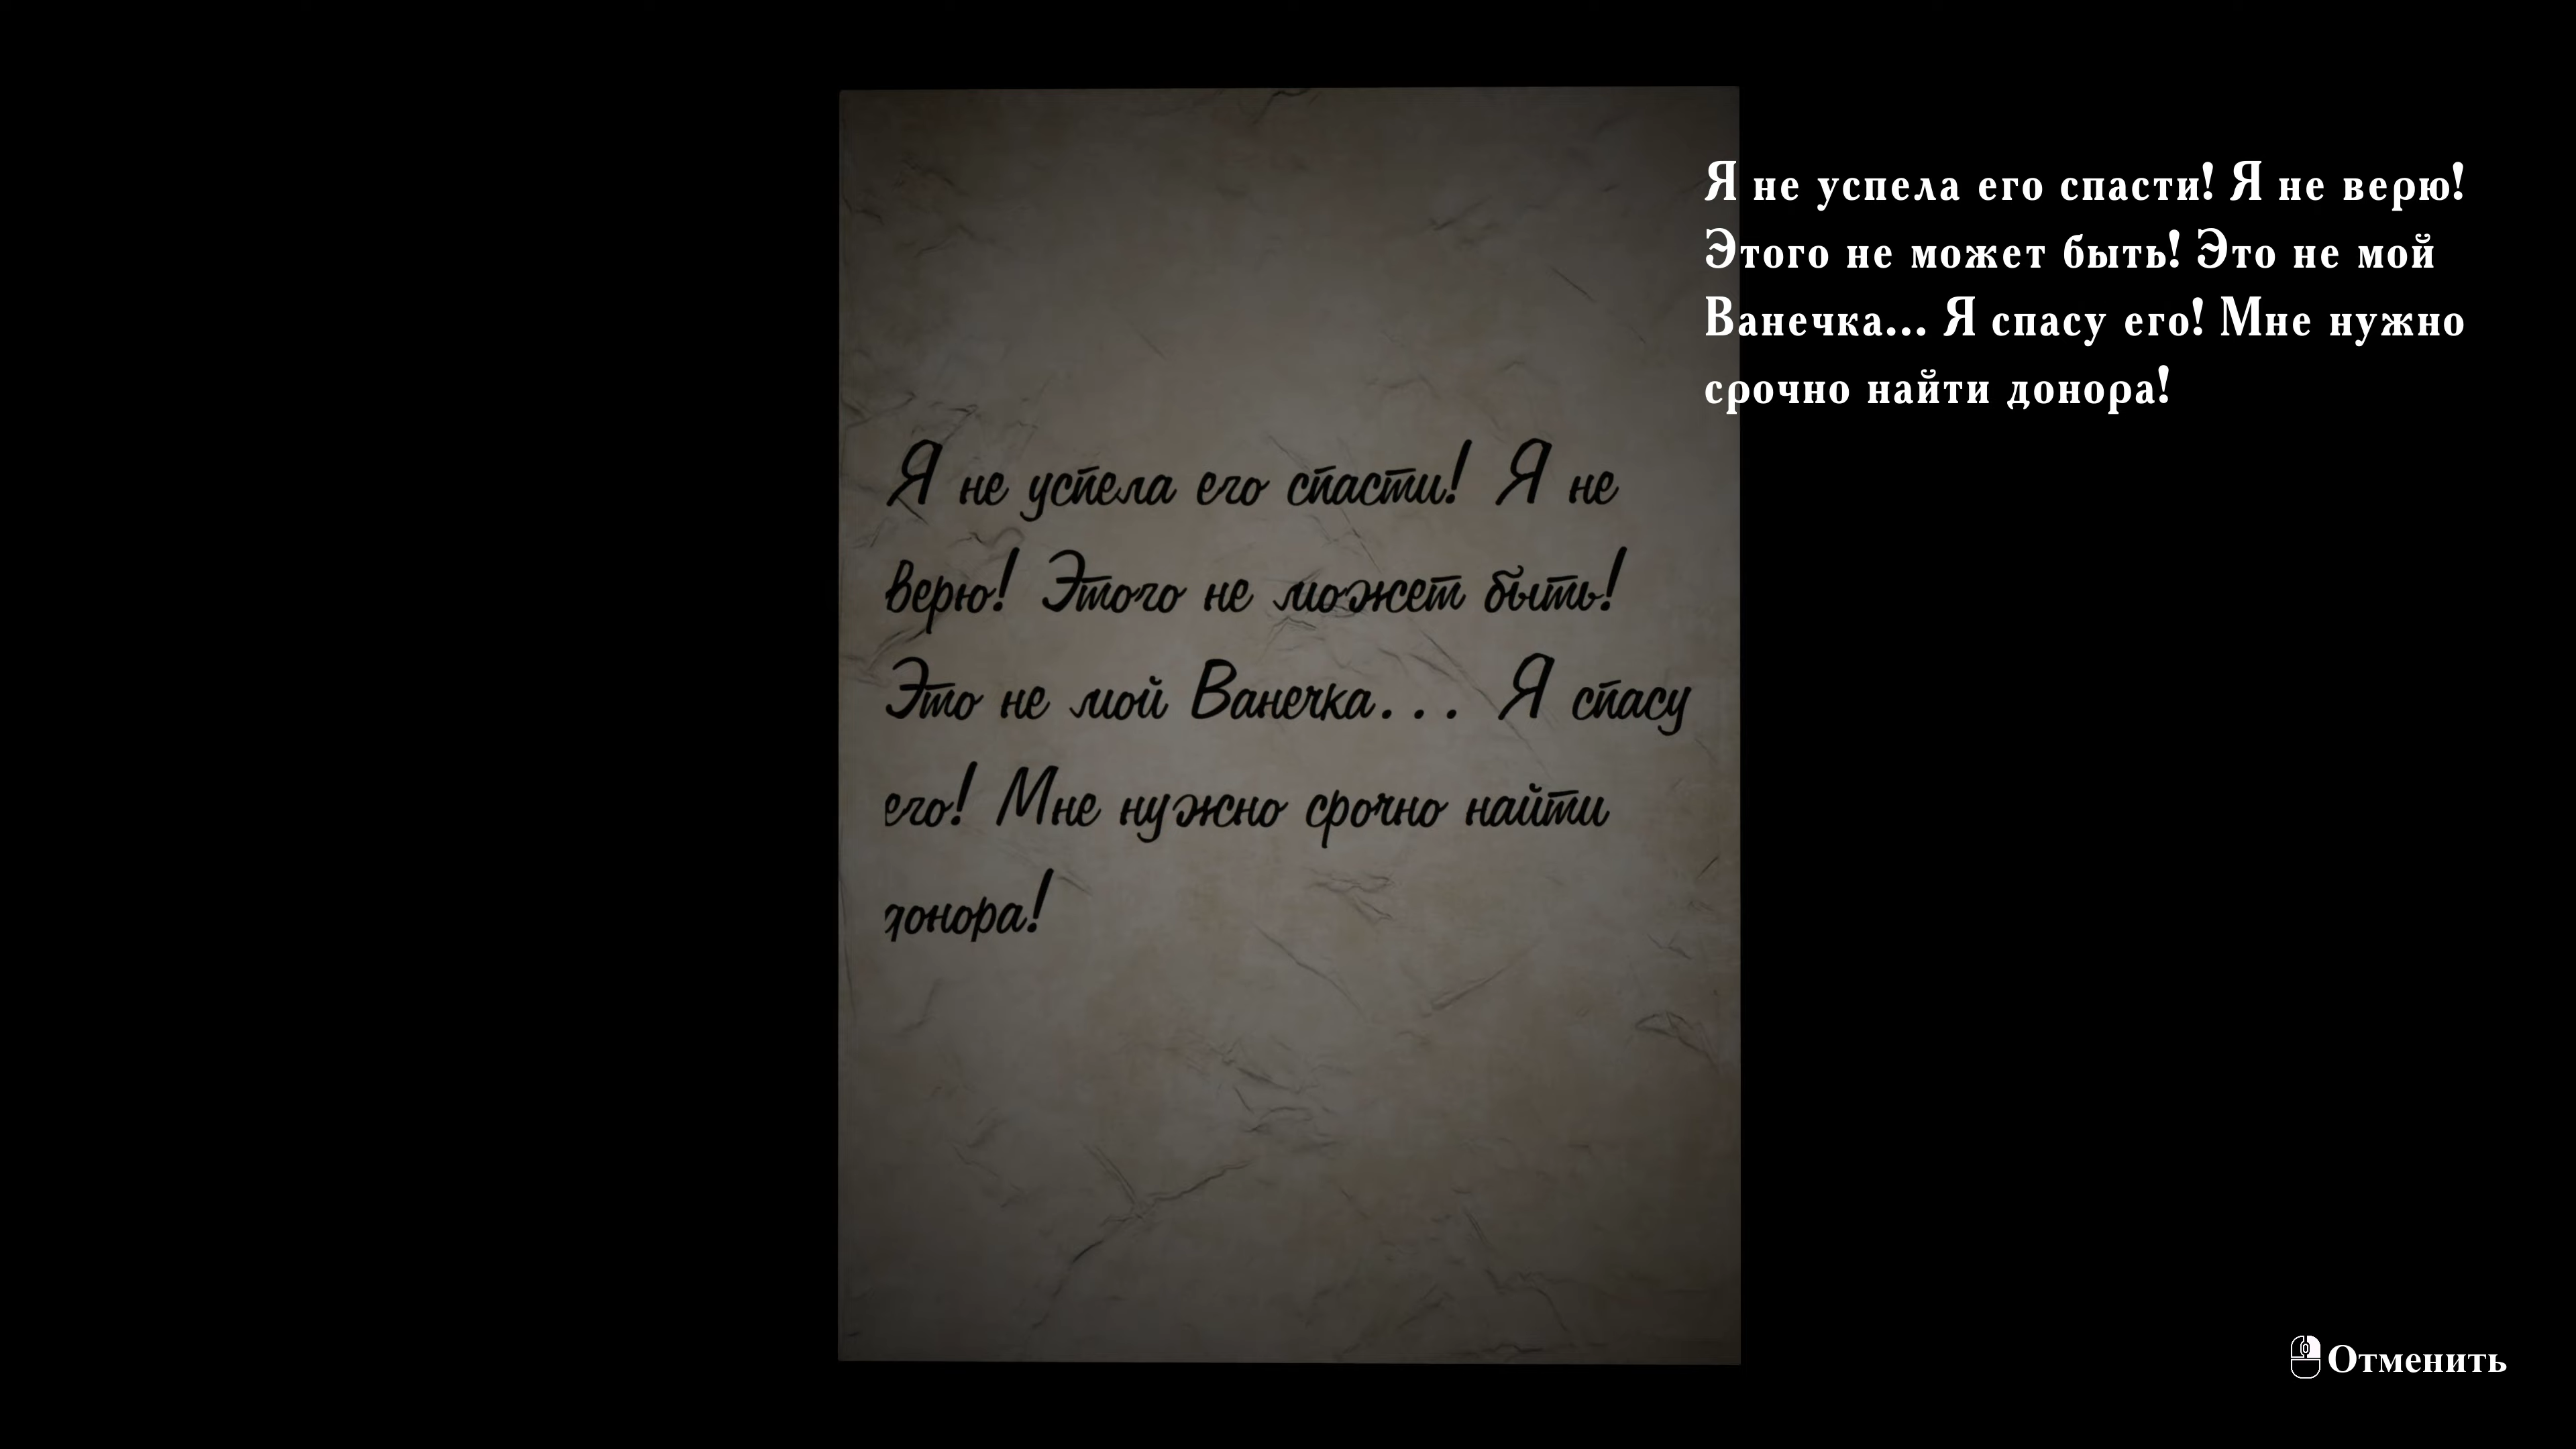 Я не успела его спасти! Я не
верю! Этого не может быть!
Это не мой Ванечка... Я спасу
его! Мне нужно срочно найти
донора!
Я не успела его спасти! Я не верю!
Этого не может быть! Это не мой
Ванечка... Я спасу его! Мне нужно
срочно найти донора!
Отменить